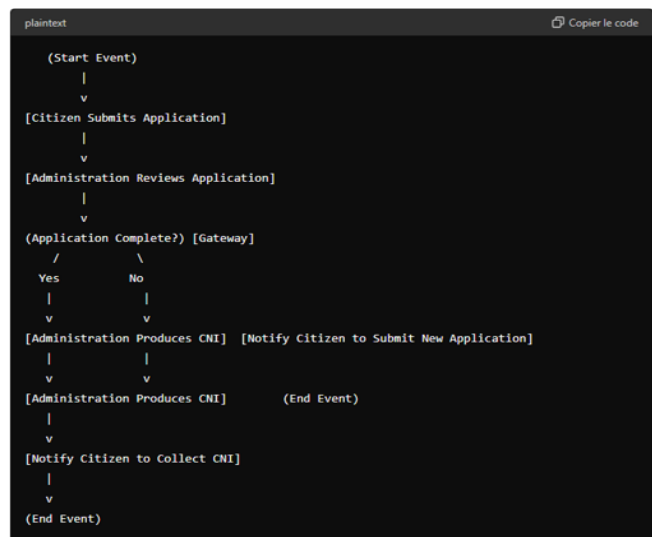 plaintext Copier le code
(Start Event)
|
v
[Citizen Submits Application]
|
v
[Administration Reviews Application]
|
v
(Application Complete?) [Gateway]
/ \
Yes No
| |
v v
[Administration Produces CNI] [Notify Citizen to Submit New Application]
| |
v v
[Administration Produces CNI] (End Event)
|
v
[Notify Citizen to Collect CNI]
|
v
(End Event)